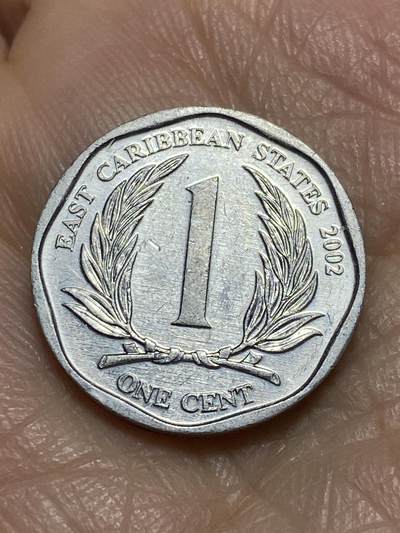 EAST CARIBBEAN STATES 2002
1
ONE CENT